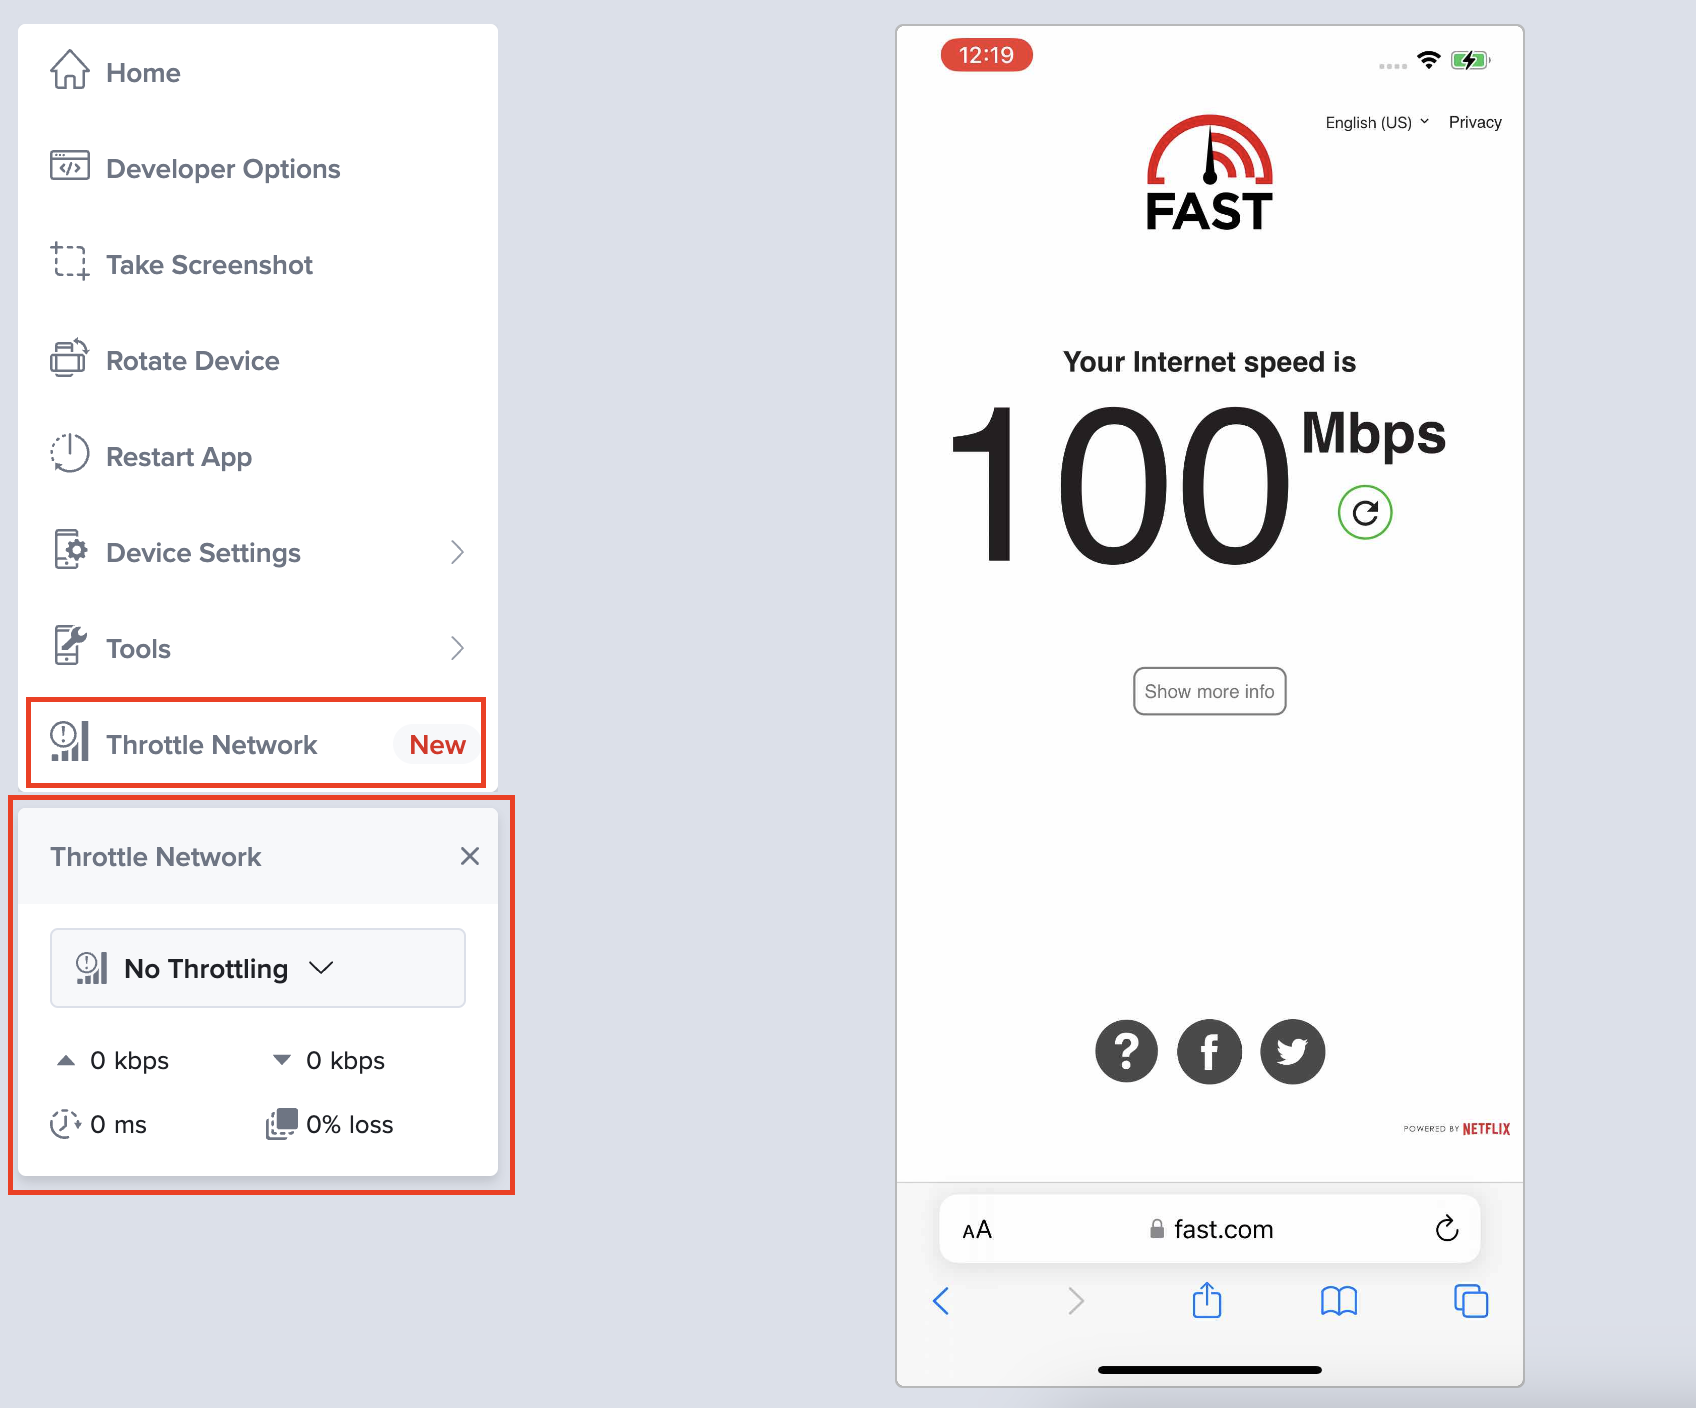 Home
Developer Options
Take Screenshot
Rotate Device
Restart App
Device Settings
Tools
Throttle Network New
Throttle Network
No Throttling
0 kbps 0 kbps
0 ms 0% loss
12:19
English (US) Privacy
FAST
Your Internet speed is
100 Mbps
Show more info
POWERED BY NETFLIX
AA fast.com